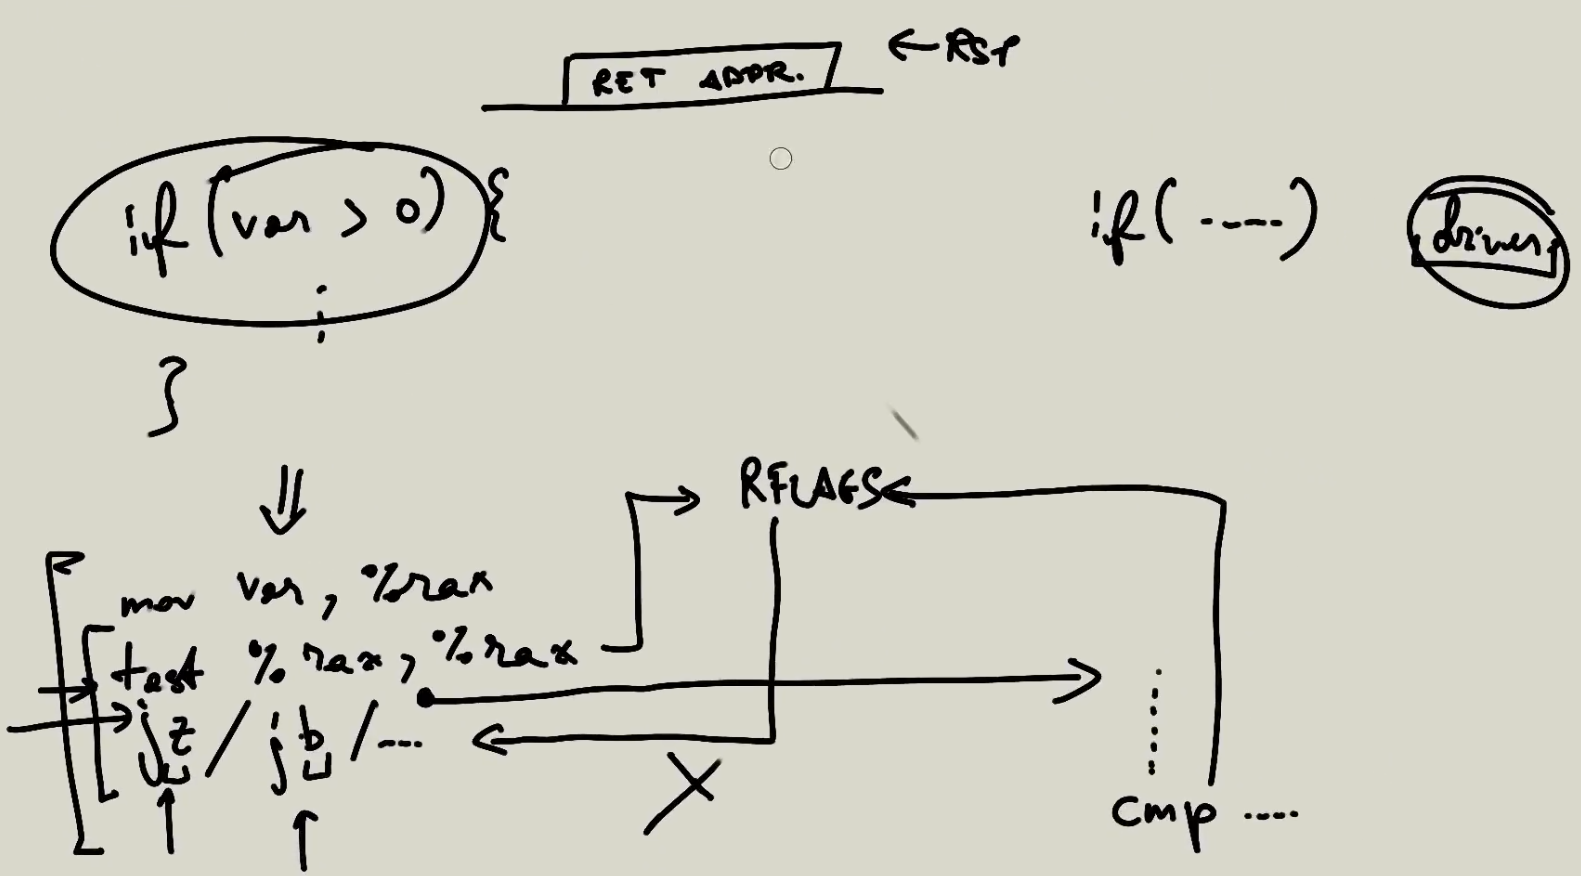 RET ADDR. ← RSP
if (var > 0) {
⋮
}
if ( ----- ) driver
⇓
RFLAGS
mov var, %rax
test %rax, %rax
jz / jb / ....
cmp .....